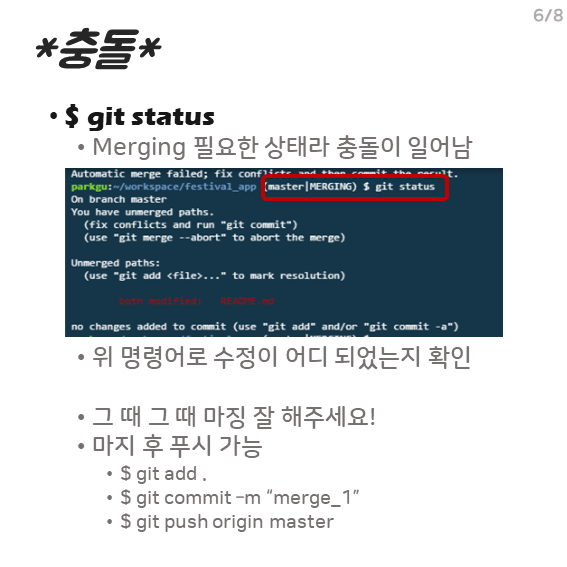 6/8
*충돌*
• $ git status
• Merging 필요한 상태라 충돌이 일어남
Automatic merge failed; fix conflicts and then commit the result.
parkgu:~/workspace/festival_app (master|MERGING) $ git status
On branch master
You have unmerged paths.
(fix conflicts and run "git commit")
(use "git merge --abort" to abort the merge)
Unmerged paths:
(use "git add <file>..." to mark resolution)
both modified: README.md
no changes added to commit (use "git add" and/or "git commit -a")
• 위 명령어로 수정이 어디 되었는지 확인
• 그 때 그 때 마징 잘 해주세요!
• 마지 후 푸시 가능
• $ git add .
• $ git commit –m “merge_1”
• $ git push origin master